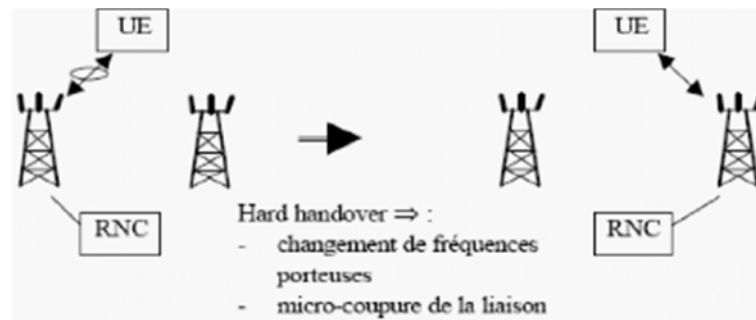 UE
UE
RNC
RNC
Hard handover ⇒ :
- changement de fréquences
porteuses
- micro-coupure de la liaison